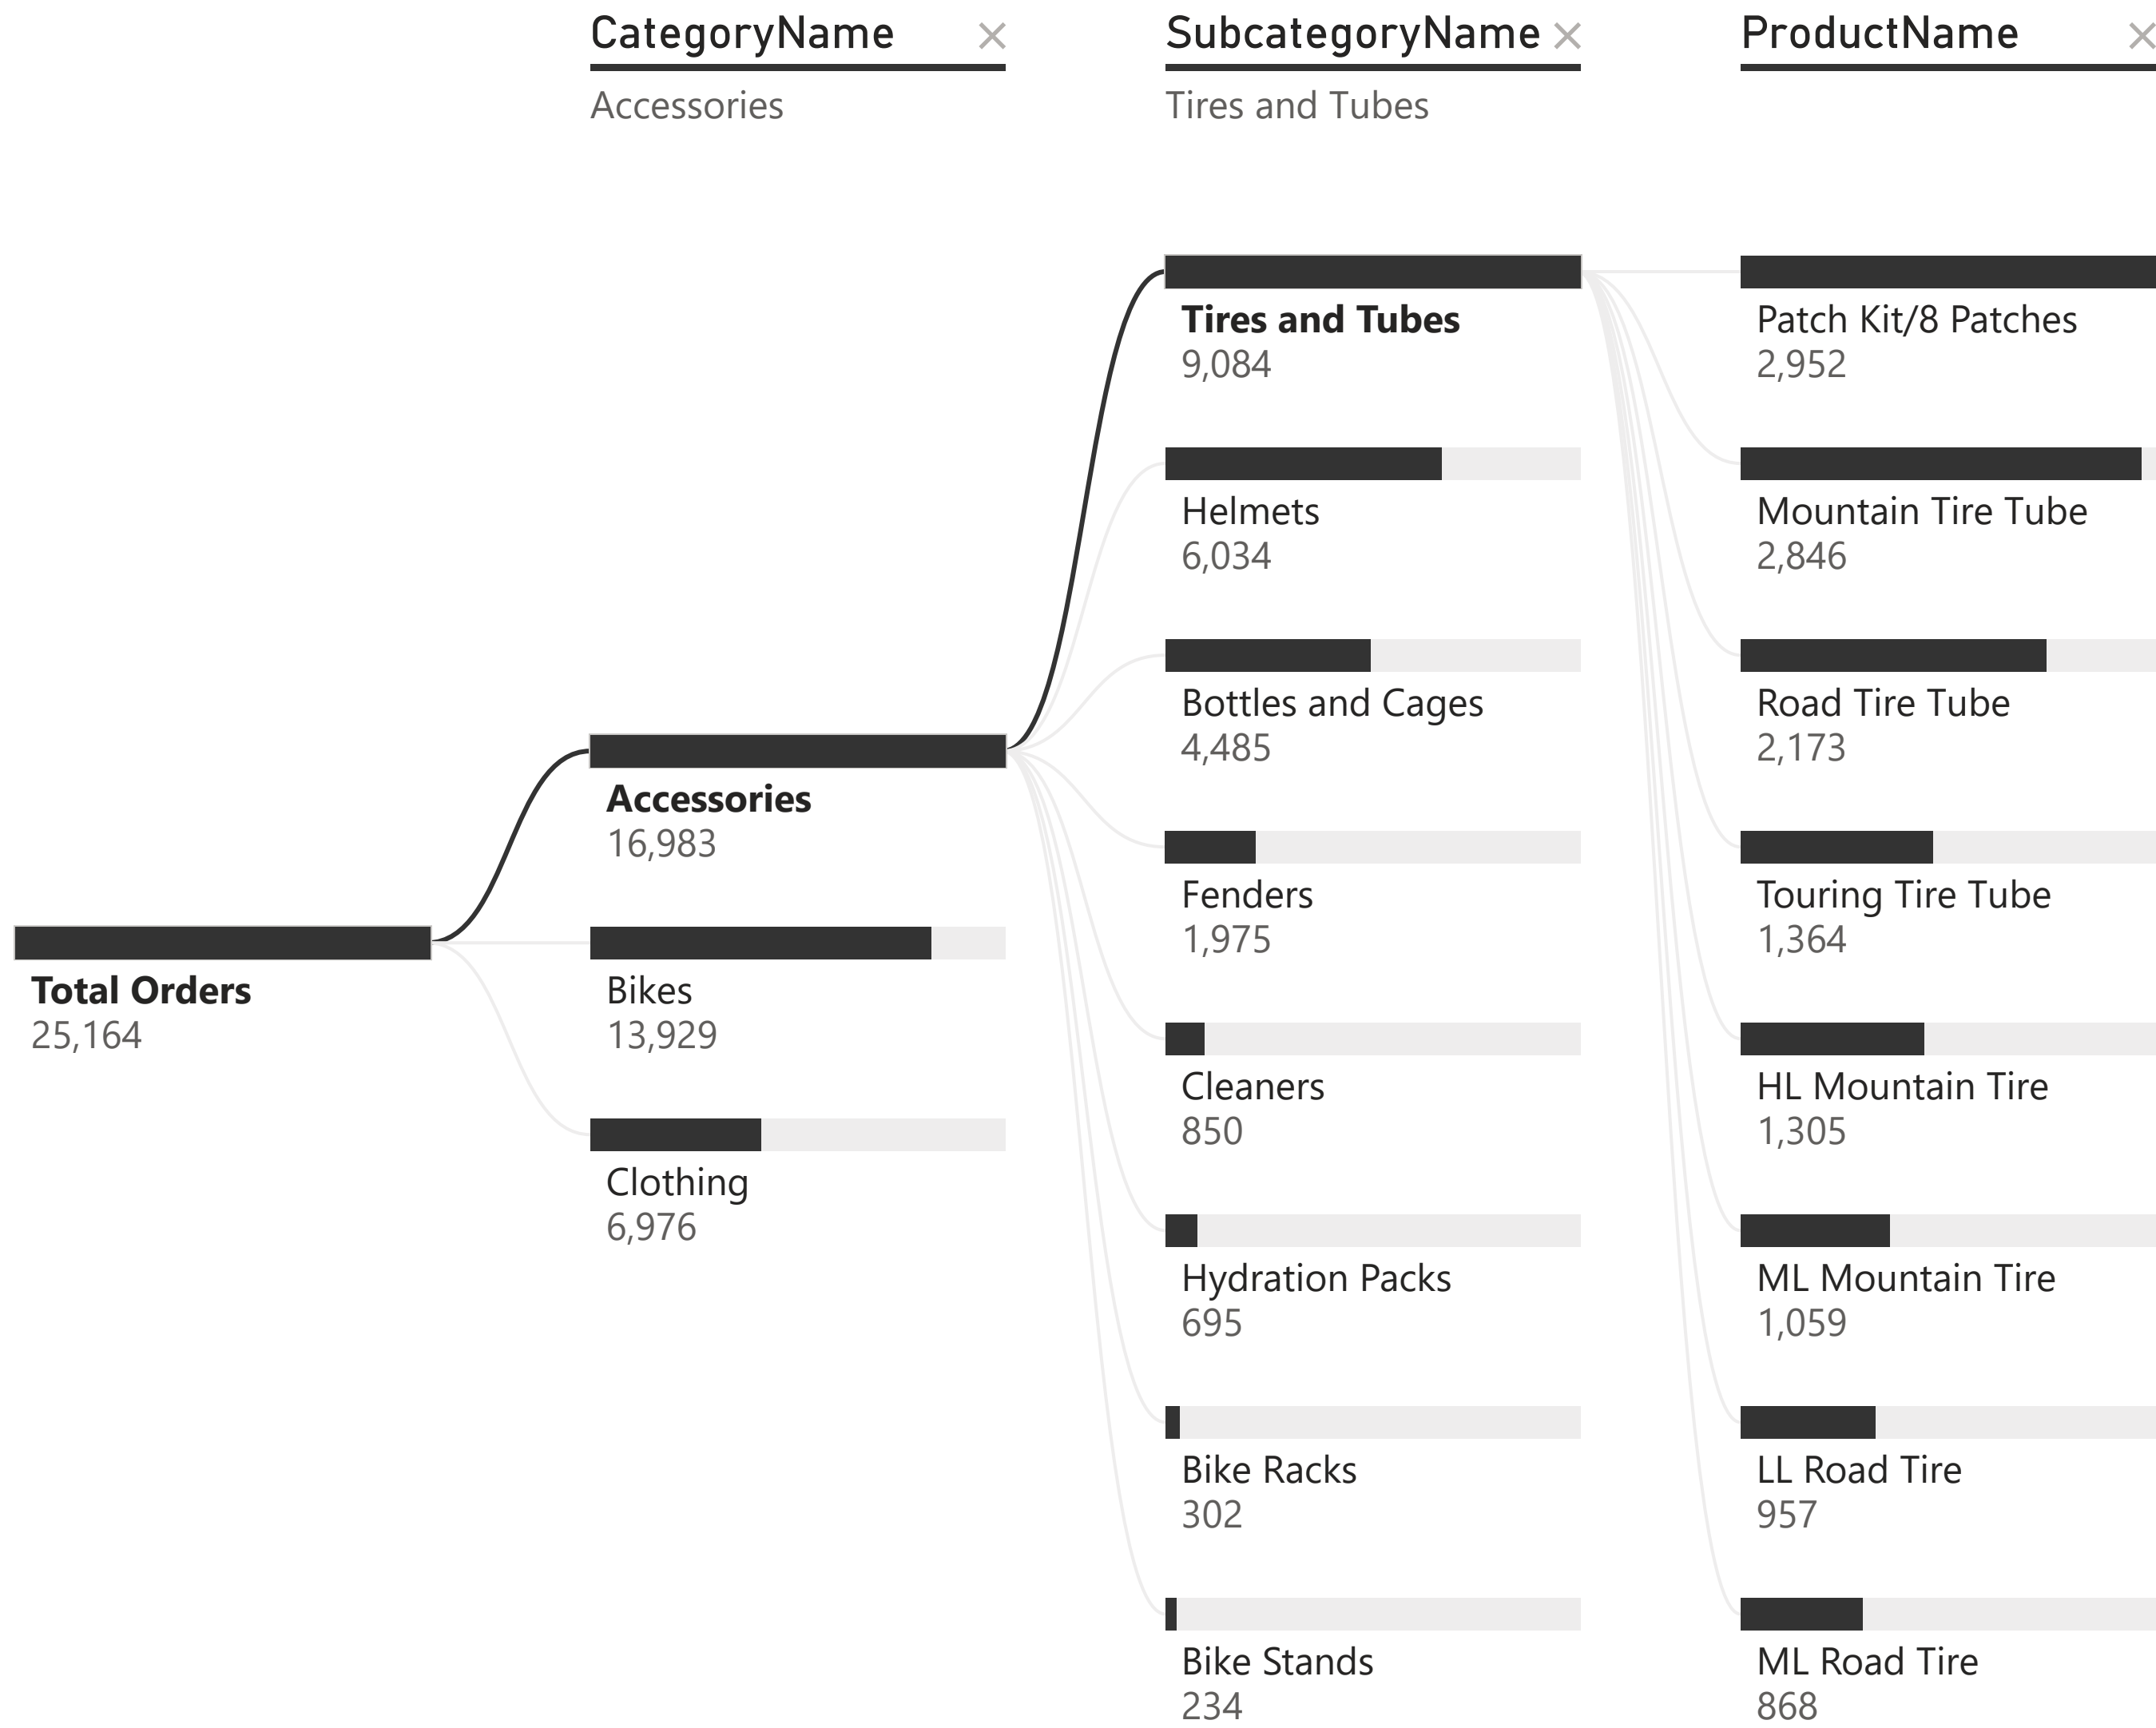 CategoryName
SubcategoryName
ProductName
Accessories
Tires and Tubes
Total Orders
25,164
Accessories
16,983
Bikes
13,929
Clothing
6,976
Tires and Tubes
9,084
Helmets
6,034
Bottles and Cages
4,485
Fenders
1,975
Cleaners
850
Hydration Packs
695
Bike Racks
302
Bike Stands
234
Patch Kit/8 Patches
2,952
Mountain Tire Tube
2,846
Road Tire Tube
2,173
Touring Tire Tube
1,364
HL Mountain Tire
1,305
ML Mountain Tire
1,059
LL Road Tire
957
ML Road Tire
868